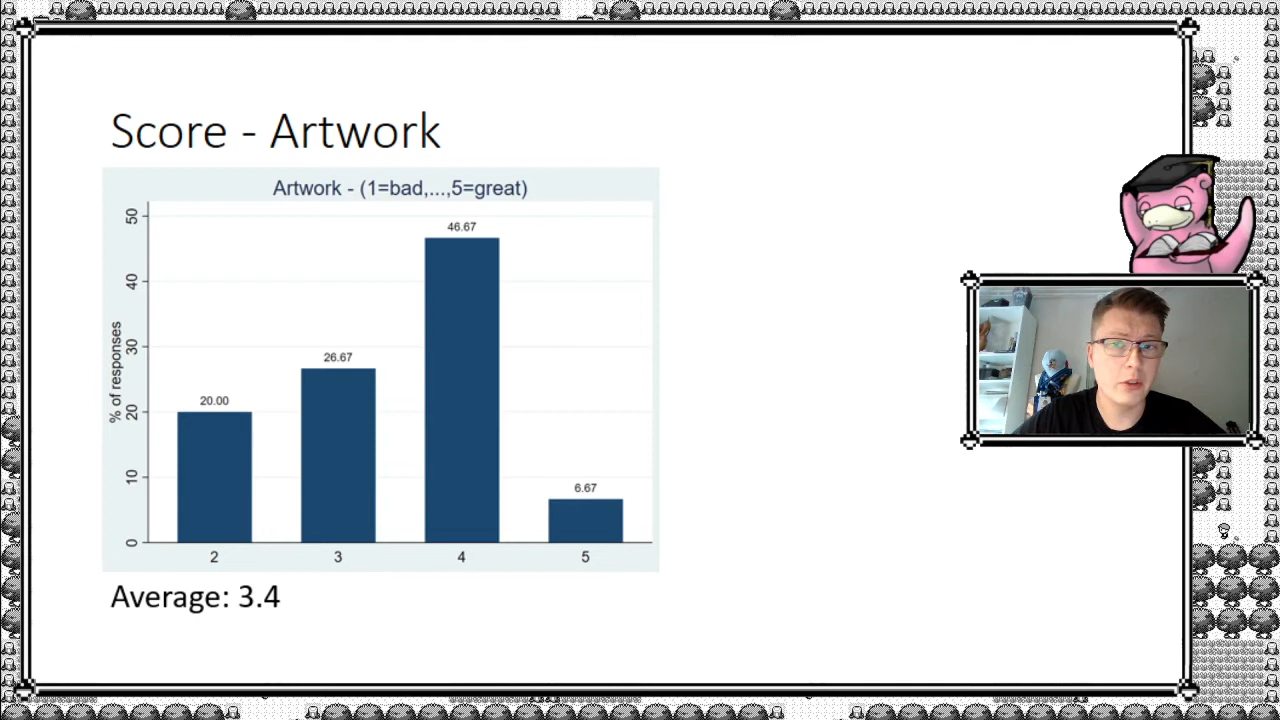 Score - Artwork
Artwork - (1=bad,...,5=great)
% of responses
50
40
30
20
10
0
46.67
26.67
20.00
6.67
2 3 4 5
Average: 3.4